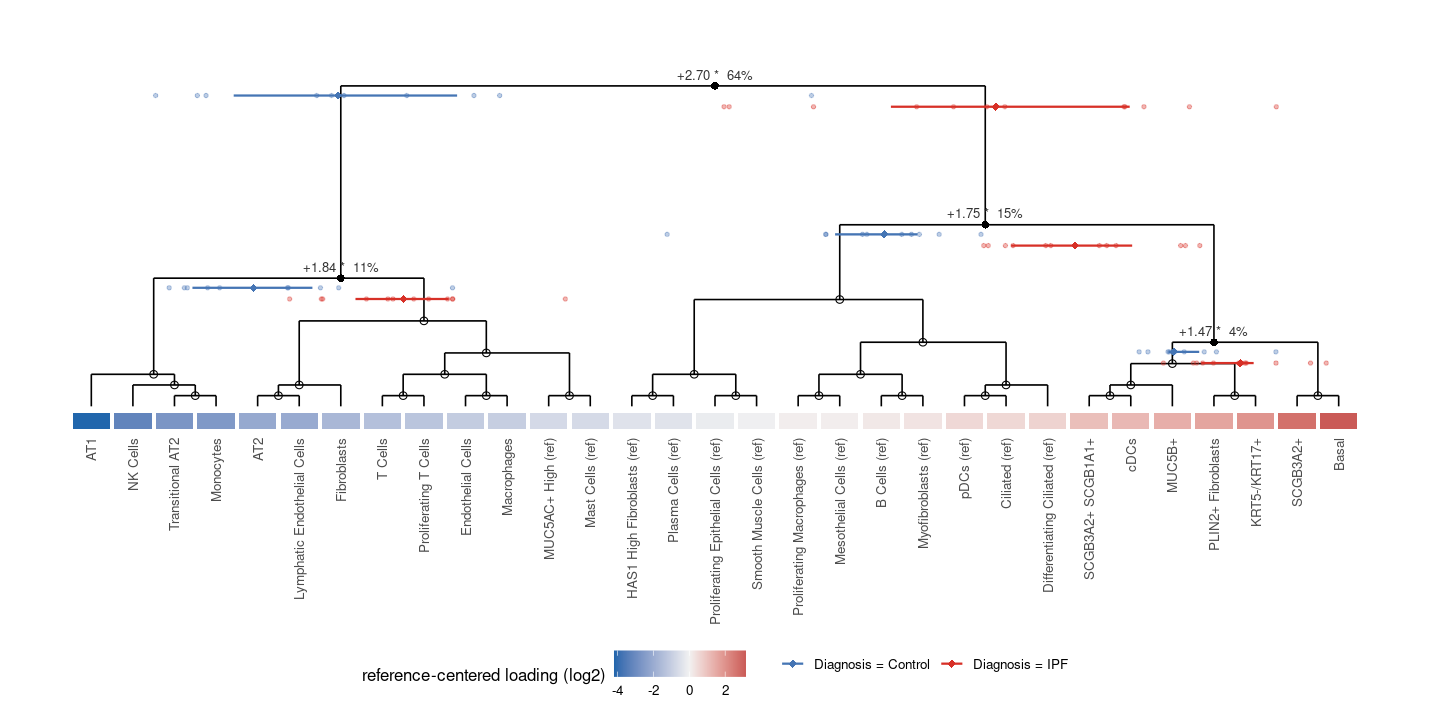 +2.70 * 64%
+1.75 * 15%
+1.84 * 11%
+1.47 * 4%
AT1
NK Cells
Transitional AT2
Monocytes
AT2
Lymphatic Endothelial Cells
Fibroblasts
T Cells
Proliferating T Cells
Endothelial Cells
Macrophages
MUC5AC+ High (ref)
Mast Cells (ref)
HAS1 High Fibroblasts (ref)
Plasma Cells (ref)
Proliferating Epithelial Cells (ref)
Smooth Muscle Cells (ref)
Proliferating Macrophages (ref)
Mesothelial Cells (ref)
B Cells (ref)
Myofibroblasts (ref)
pDCs (ref)
Ciliated (ref)
Differentiating Ciliated (ref)
SCGB3A2+ SCGB1A1+
cDCs
MUC5B+
PLIN2+ Fibroblasts
KRT5-/KRT17+
SCGB3A2+
Basal
reference-centered loading (log2)
-4 -2 0 2
Diagnosis = Control
Diagnosis = IPF